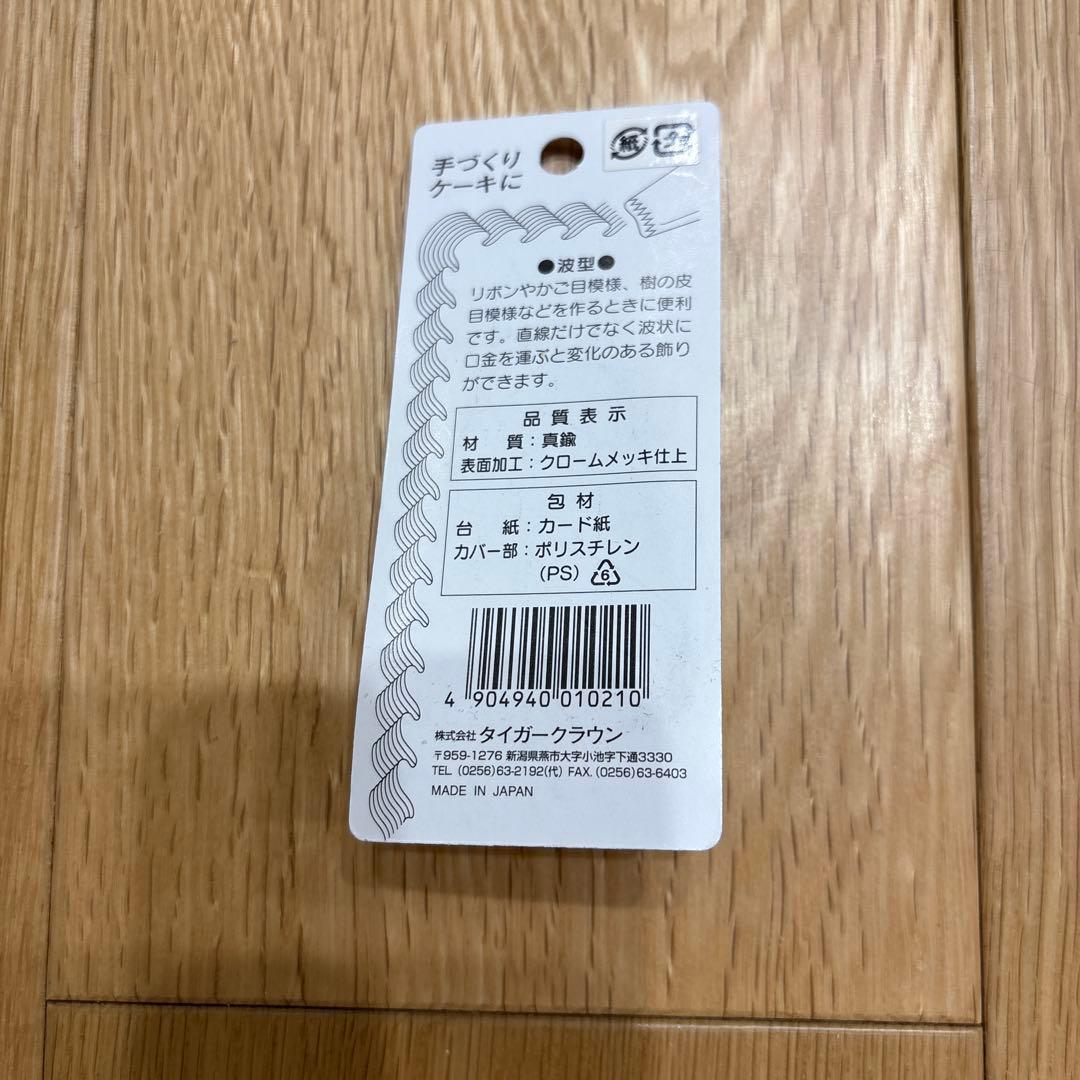 手づくり
ケーキに
紙 プラ
●波型●
リボンやかご目模様、樹の皮
目模様などを作るときに便利
です。直線だけでなく波状に
口金を運ぶと変化のある飾り
ができます。
品質表示
材 質：真鍮
表面加工：クロームメッキ仕上
包材
台 紙：カード紙
カバー部：ポリスチレン
(PS) 6
4 904940 010210
株式会社 タイガークラウン
〒959-1276 新潟県燕市大字小池字下通3330
TEL (0256)63-2192(代) FAX. (0256)63-6403
MADE IN JAPAN